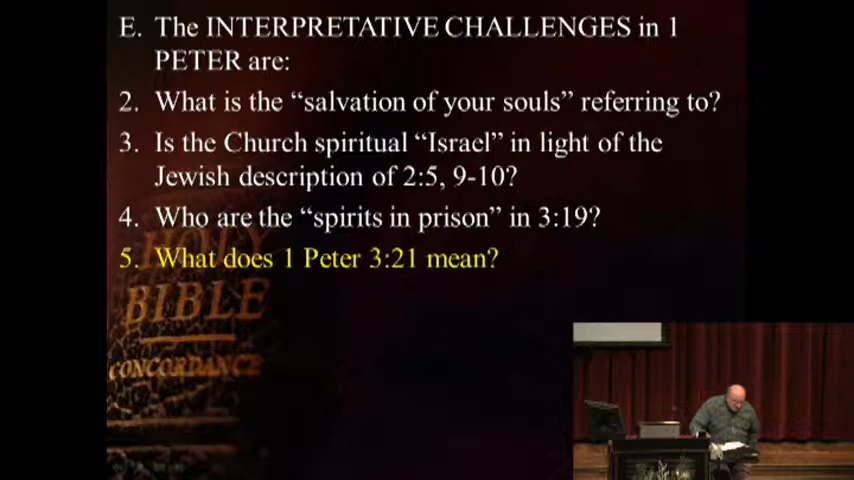 E. The INTERPRETATIVE CHALLENGES in 1
PETER are:
2. What is the “salvation of your souls” referring to?
3. Is the Church spiritual “Israel” in light of the
Jewish description of 2:5, 9-10?
4. Who are the “spirits in prison” in 3:19?
5. What does 1 Peter 3:21 mean?
HOLY
BIBLE
CONCORDANCE